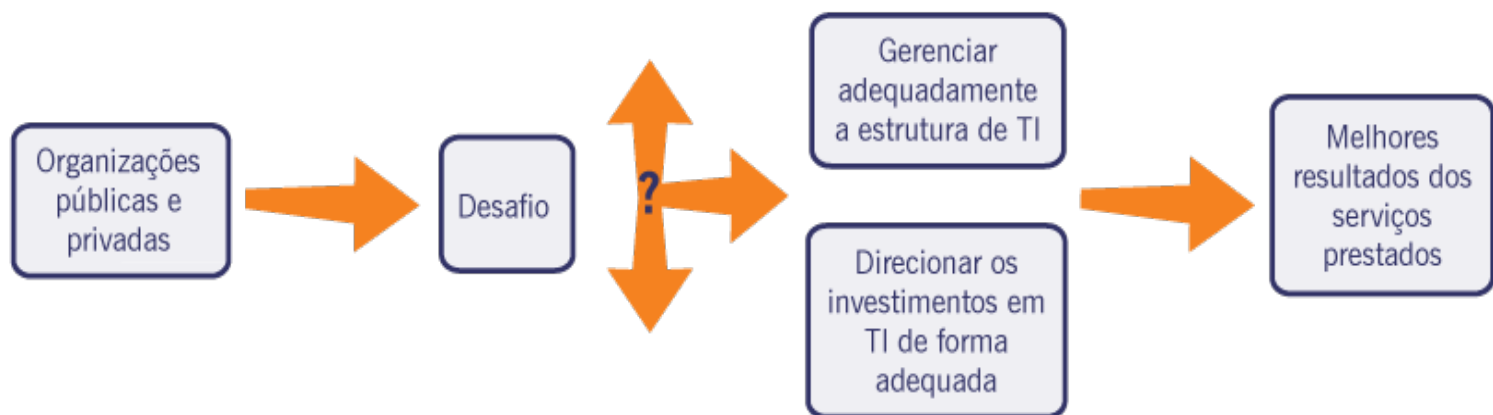 Organizações
públicas e
privadas
Desafio
?
Gerenciar
adequadamente
a estrutura de TI
Direcionar os
investimentos em
TI de forma
adequada
Melhores
resultados dos
serviços
prestados